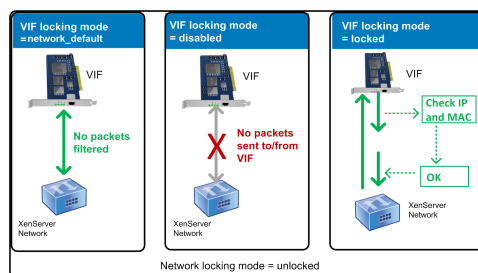 VIF locking mode
=network_default
VIF
No packets
filtered
XenServer
Network
VIF locking mode
= disabled
VIF
X
No packets
sent to/from
VIF
XenServer
Network
VIF locking mode
= locked
VIF
Check IP
and MAC
OK
XenServer
Network
Network locking mode = unlocked